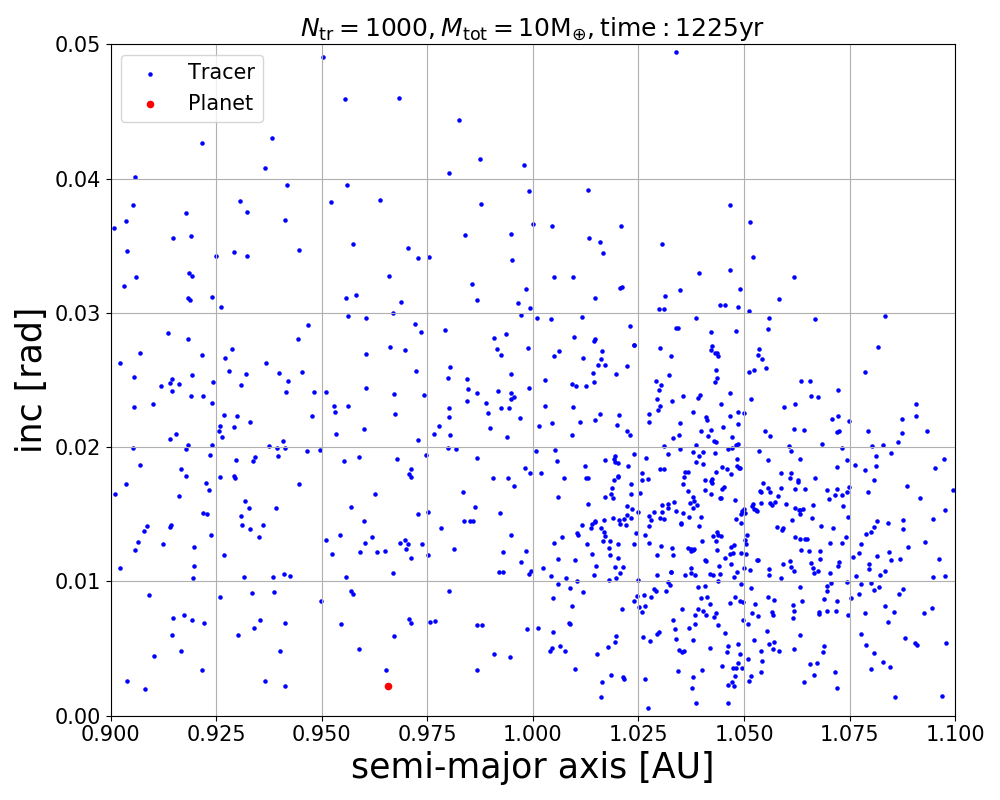 N_tr = 1000, M_tot = 10M_⊕, time : 1225yr
Tracer
Planet
0.05
0.04
0.03
0.02
0.01
0.00
inc [rad]
0.900 0.925 0.950 0.975 1.000 1.025 1.050 1.075 1.100
semi-major axis [AU]